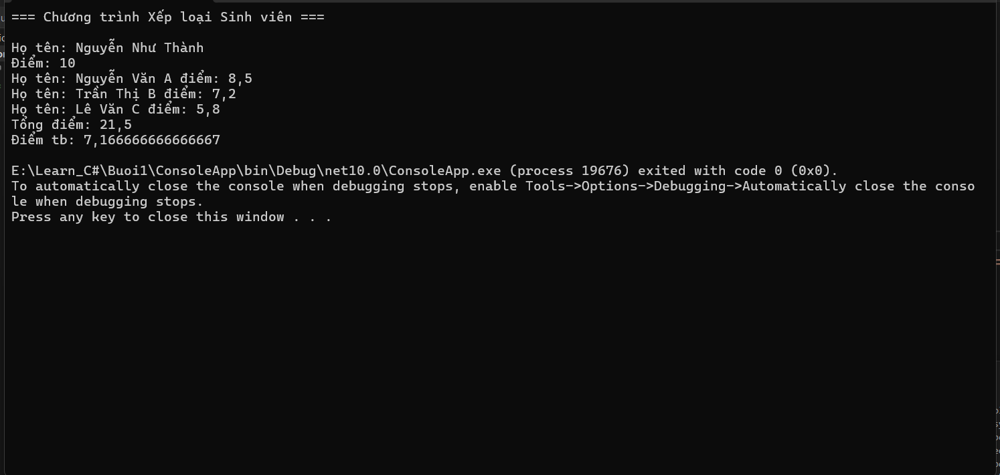 === Chương trình Xếp loại Sinh viên ===
Họ tên: Nguyễn Như Thành
Điểm: 10
Họ tên: Nguyễn Văn A điểm: 8,5
Họ tên: Trần Thị B điểm: 7,2
Họ tên: Lê Văn C điểm: 5,8
Tổng điểm: 21,5
Điểm tb: 7,166666666666667
E:\Learn_C#\Buoi1\ConsoleApp\bin\Debug\net10.0\ConsoleApp.exe (process 19676) exited with code 0 (0x0).
To automatically close the console when debugging stops, enable Tools->Options->Debugging->Automatically close the conso
le when debugging stops.
Press any key to close this window . . .